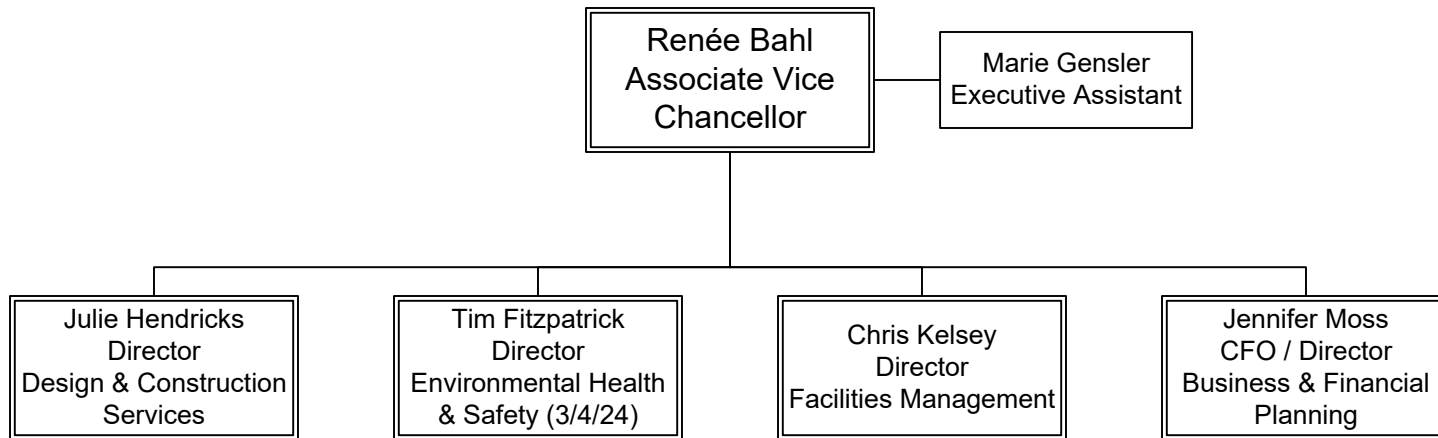 Renée Bahl
Associate Vice
Chancellor
Marie Gensler
Executive Assistant
Julie Hendricks
Director
Design & Construction
Services
Tim Fitzpatrick
Director
Environmental Health
& Safety (3/4/24)
Chris Kelsey
Director
Facilities Management
Jennifer Moss
CFO / Director
Business & Financial
Planning